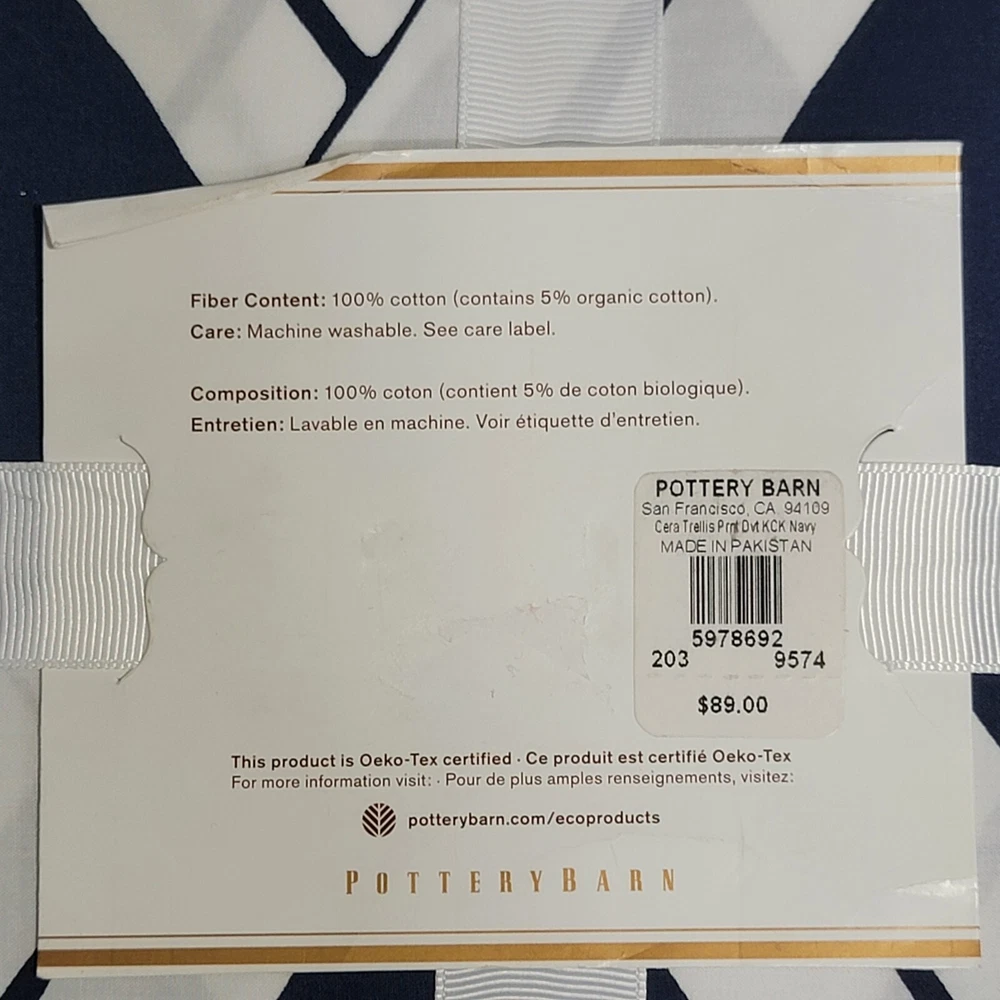 Fiber Content: 100% cotton (contains 5% organic cotton).
Care: Machine washable. See care label.
Composition: 100% coton (contient 5% de coton biologique).
Entretien: Lavable en machine. Voir étiquette d'entretien.
POTTERY BARN
San Francisco, CA 94109
Cera Trellis Prnt Dvt KCK Navy
MADE IN PAKISTAN
5978692
203 9574
$89.00
This product is Oeko-Tex certified · Ce produit est certifié Oeko-Tex
For more information visit: · Pour de plus amples renseignements, visitez:
potterybarn.com/ecoproducts
POTTERYBARN